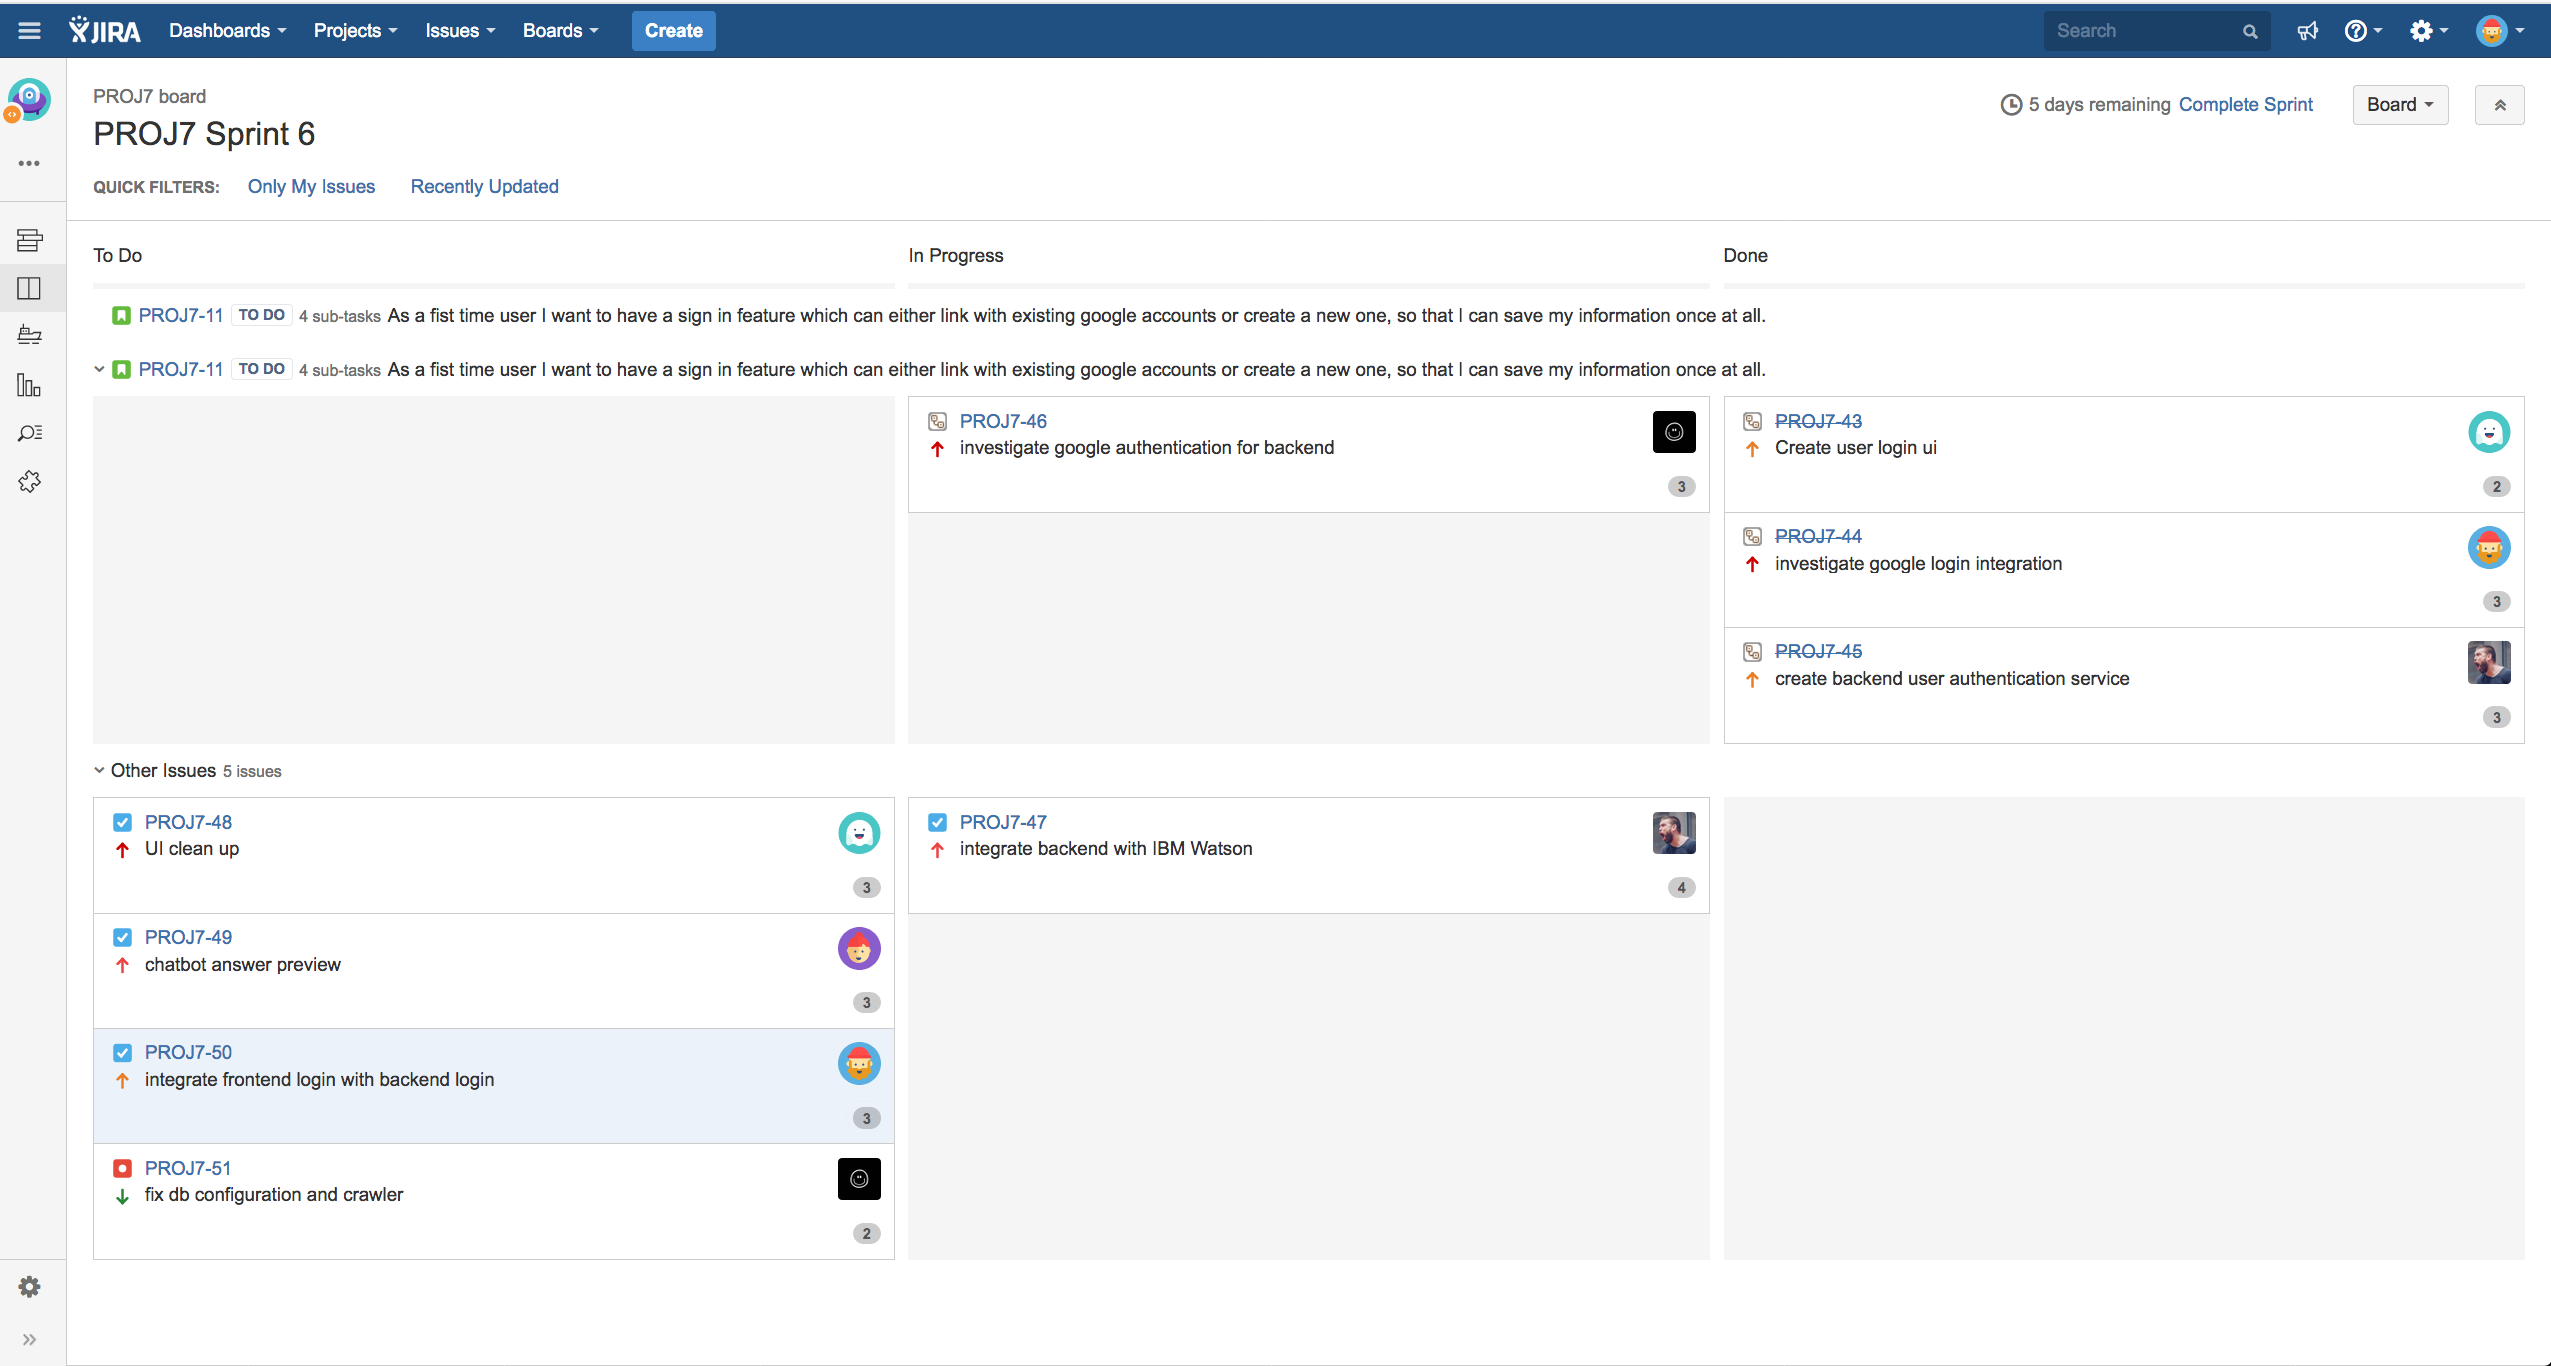 JIRA Dashboards Projects Issues Boards Create Search
PROJ7 board
PROJ7 Sprint 6
5 days remaining Complete Sprint Board
QUICK FILTERS: Only My Issues Recently Updated
To Do In Progress Done
PROJ7-11 TO DO 4 sub-tasks As a fist time user I want to have a sign in feature which can either link with existing google accounts or create a new one, so that I can save my information once at all.
PROJ7-11 TO DO 4 sub-tasks As a fist time user I want to have a sign in feature which can either link with existing google accounts or create a new one, so that I can save my information once at all.
PROJ7-46
investigate google authentication for backend
3
PROJ7-43
Create user login ui
2
PROJ7-44
investigate google login integration
3
PROJ7-45
create backend user authentication service
3
Other Issues 5 issues
PROJ7-48
UI clean up
3
PROJ7-49
chatbot answer preview
3
PROJ7-50
integrate frontend login with backend login
3
PROJ7-51
fix db configuration and crawler
2
PROJ7-47
integrate backend with IBM Watson
4